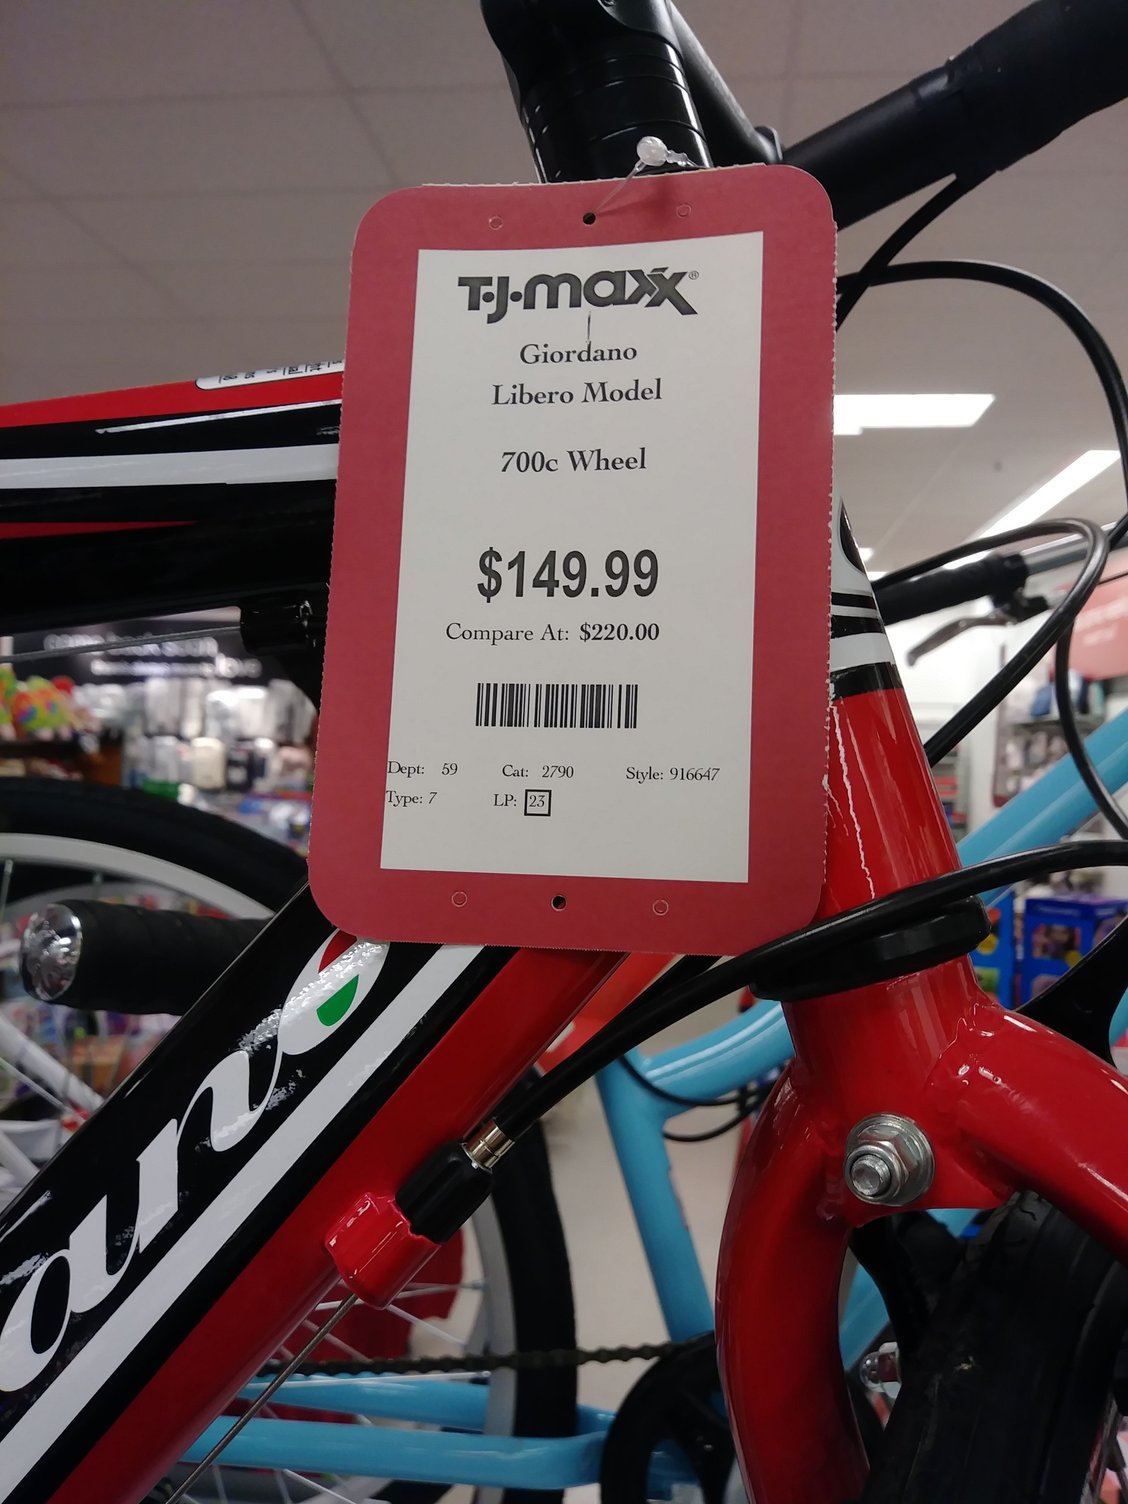 T·J·maxx®
Giordano
Libero Model
700c Wheel
$149.99
Compare At: $220.00
Dept: 59 Cat: 2790 Style: 916647
Type: 7 LP: 23
ano